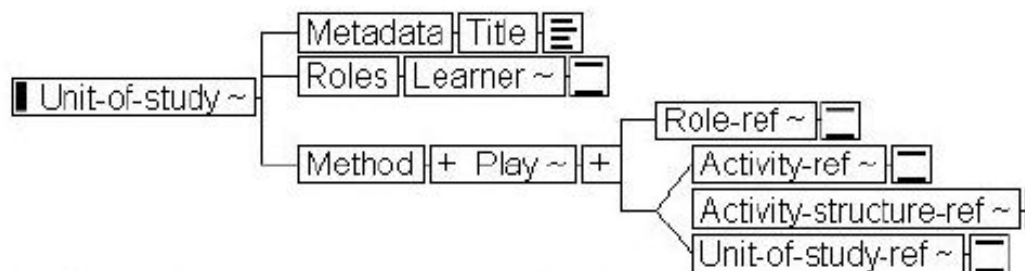 Metadata Title
Roles Learner ~
Unit-of-study ~
Role-ref ~
Method + Play ~ +
Activity-ref ~
Activity-structure-ref ~
Unit-of-study-ref ~